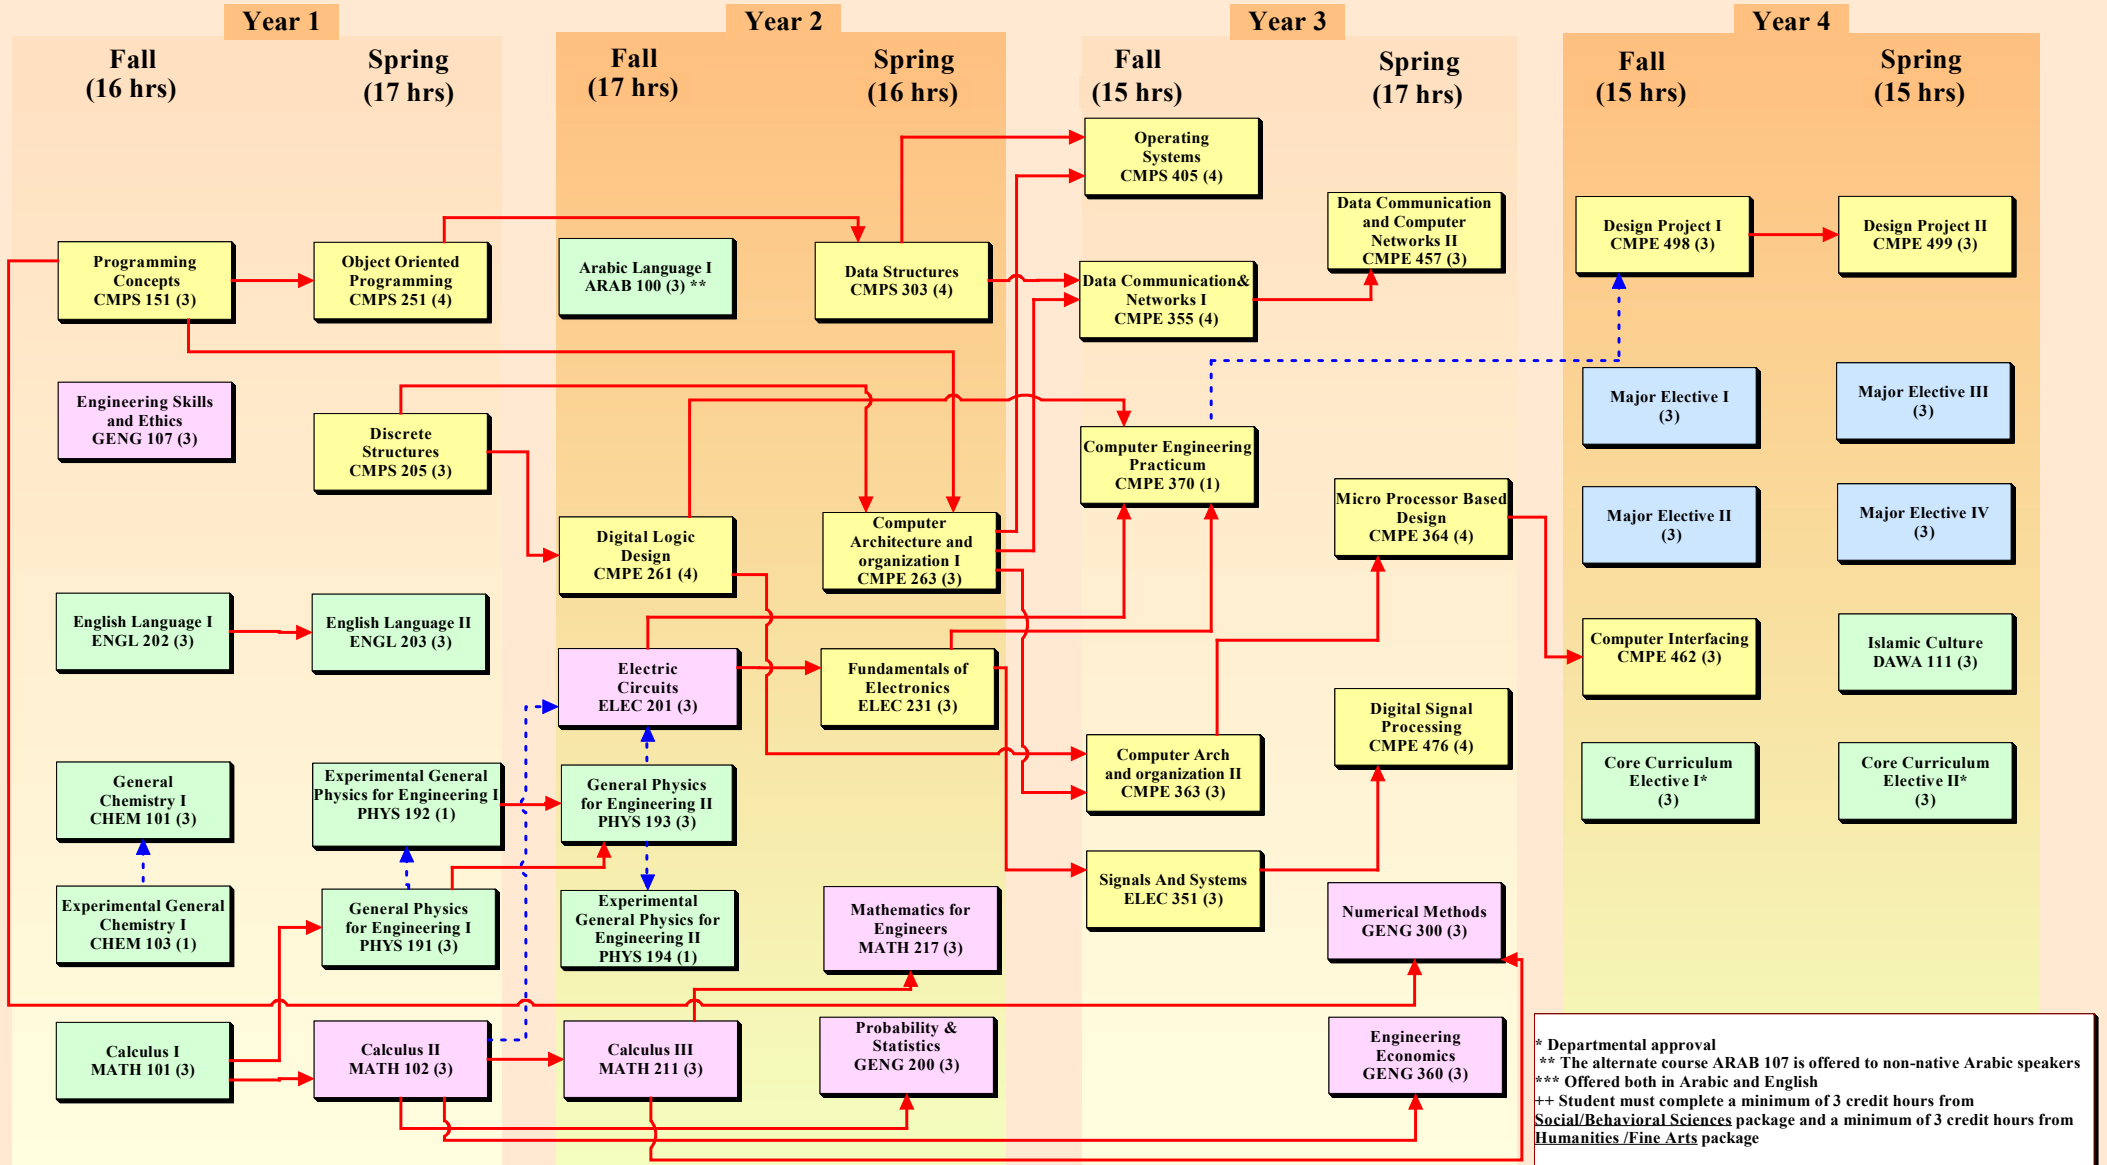 Year 1
Year 2
Year 3
Year 4
Fall
(16 hrs)
Spring
(17 hrs)
Fall
(17 hrs)
Spring
(16 hrs)
Fall
(15 hrs)
Spring
(17 hrs)
Fall
(15 hrs)
Spring
(15 hrs)
Programming
Concepts
CMPS 151 (3)
Engineering Skills
and Ethics
GENG 107 (3)
English Language I
ENGL 202 (3)
General
Chemistry I
CHEM 101 (3)
Experimental General
Chemistry I
CHEM 103 (1)
Calculus I
MATH 101 (3)
Object Oriented
Programming
CMPS 251 (4)
Discrete
Structures
CMPS 205 (3)
English Language II
ENGL 203 (3)
Experimental General
Physics for Engineering I
PHYS 192 (1)
General Physics
for Engineering I
PHYS 191 (3)
Calculus II
MATH 102 (3)
Arabic Language I
ARAB 100 (3) **
Digital Logic
Design
CMPE 261 (4)
Electric
Circuits
ELEC 201 (3)
General Physics
for Engineering II
PHYS 193 (3)
Experimental
General Physics for
Engineering II
PHYS 194 (1)
Calculus III
MATH 211 (3)
Data Structures
CMPS 303 (4)
Computer
Architecture and
organization I
CMPE 263 (3)
Fundamentals of
Electronics
ELEC 231 (3)
Mathematics for
Engineers
MATH 217 (3)
Probability &
Statistics
GENG 200 (3)
Operating
Systems
CMPS 405 (4)
Data Communication&
Networks I
CMPE 355 (4)
Computer Engineering
Practicum
CMPE 370 (1)
Computer Arch
and organization II
CMPE 363 (3)
Signals And Systems
ELEC 351 (3)
Data Communication
and Computer
Networks II
CMPE 457 (3)
Micro Processor Based
Design
CMPE 364 (4)
Digital Signal
Processing
CMPE 476 (4)
Numerical Methods
GENG 300 (3)
Engineering
Economics
GENG 360 (3)
Design Project I
CMPE 498 (3)
Major Elective I
(3)
Major Elective II
(3)
Computer Interfacing
CMPE 462 (3)
Core Curriculum
Elective I*
(3)
Design Project II
CMPE 499 (3)
Major Elective III
(3)
Major Elective IV
(3)
Islamic Culture
DAWA 111 (3)
Core Curriculum
Elective II*
(3)
* Departmental approval
** The alternate course ARAB 107 is offered to non-native Arabic speakers
*** Offered both in Arabic and English
++ Student must complete a minimum of 3 credit hours from
Social/Behavioral Sciences package and a minimum of 3 credit hours from
Humanities /Fine Arts package